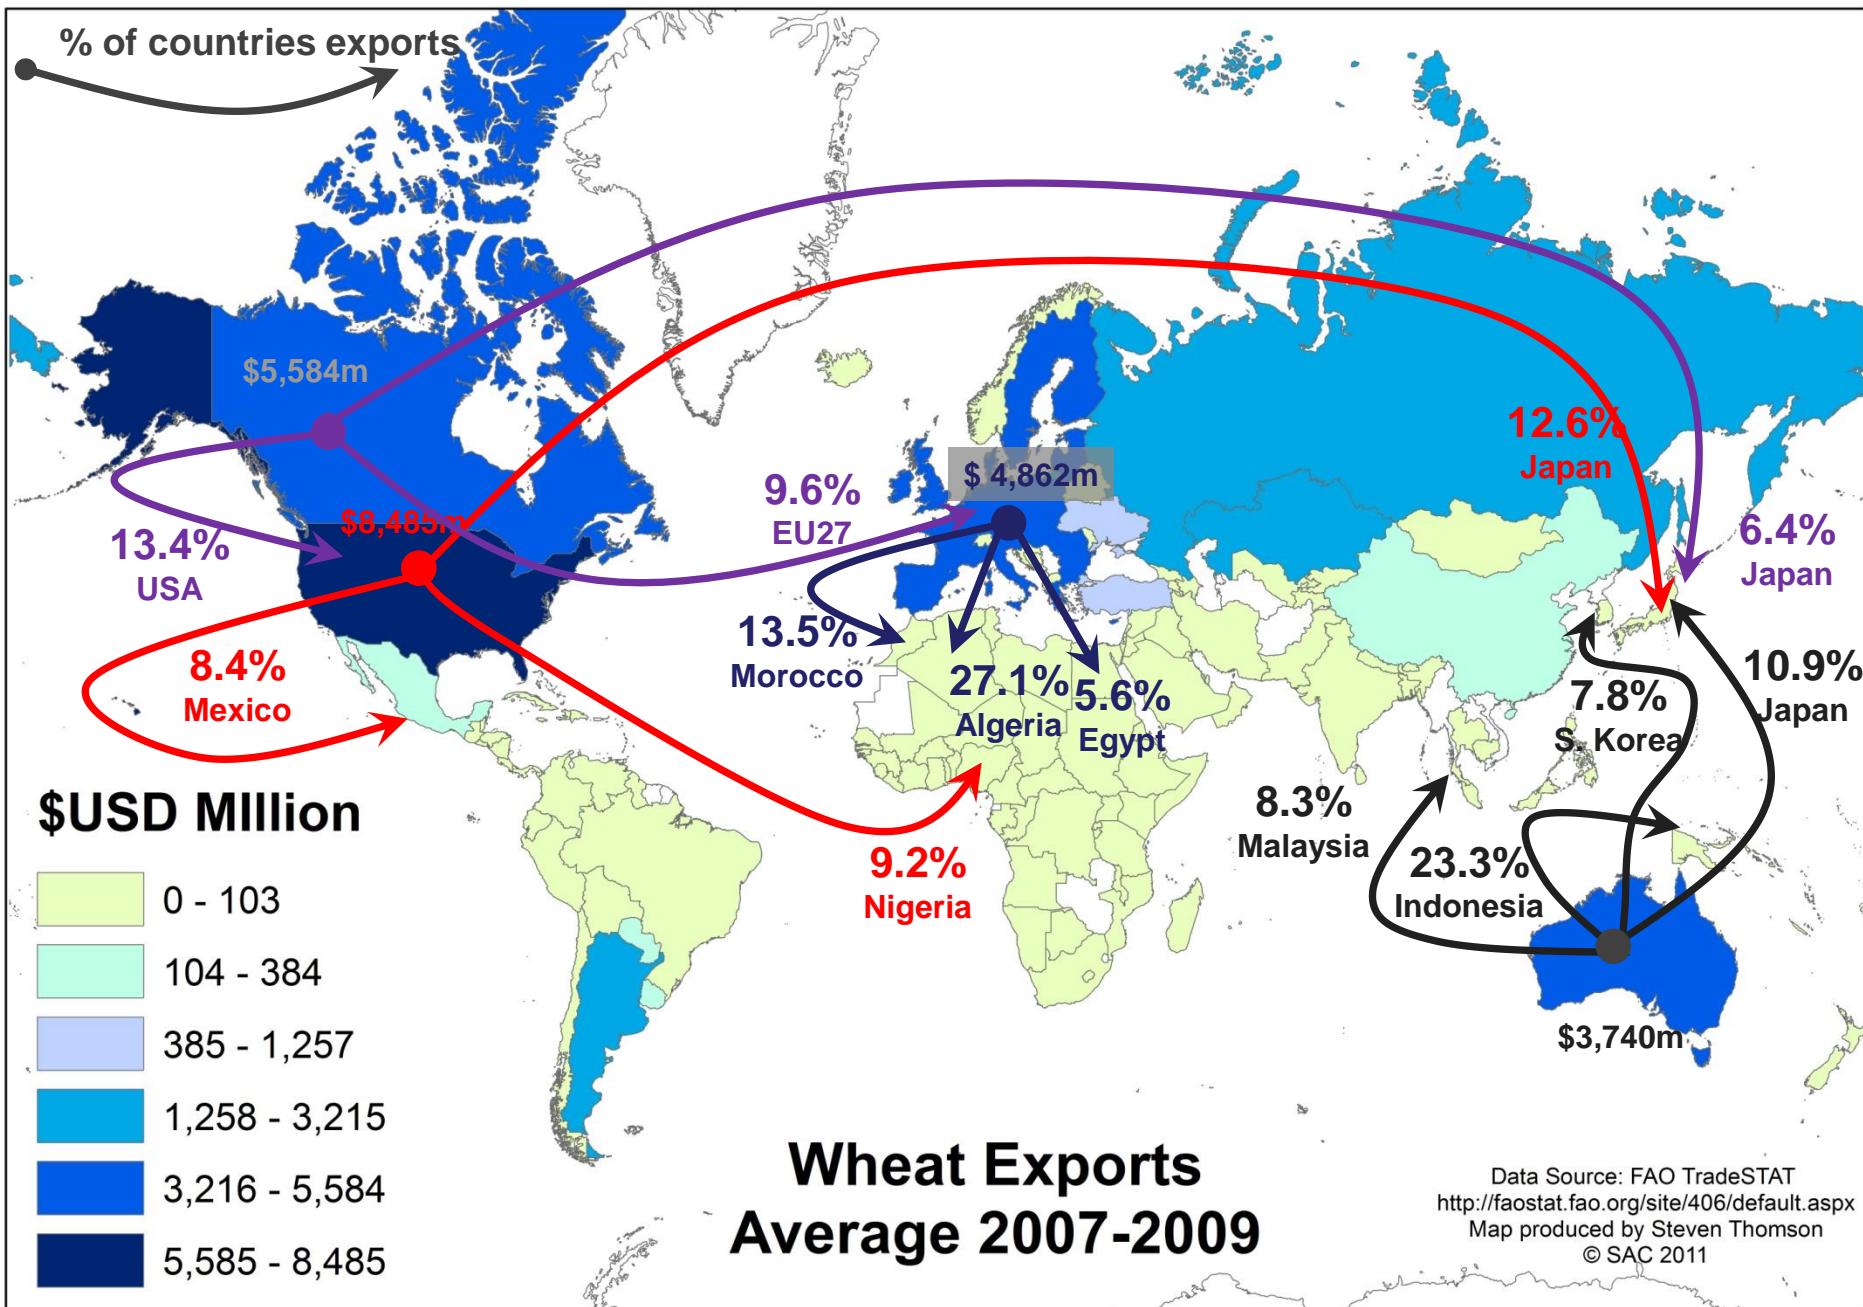 % of countries exports
$5,584m
$8,485m
13.4%
USA
8.4%
Mexico
9.6%
EU27
$ 4,862m
12.6%
Japan
6.4%
Japan
13.5%
Morocco
27.1%
Algeria
5.6%
Egypt
7.8%
S. Korea
10.9%
Japan
9.2%
Nigeria
8.3%
Malaysia
23.3%
Indonesia
$3,740m
$USD MIllion
0 - 103
104 - 384
385 - 1,257
1,258 - 3,215
3,216 - 5,584
5,585 - 8,485
Wheat Exports
Average 2007-2009
Data Source: FAO TradeSTAT
http://faostat.fao.org/site/406/default.aspx
Map produced by Steven Thomson
© SAC 2011